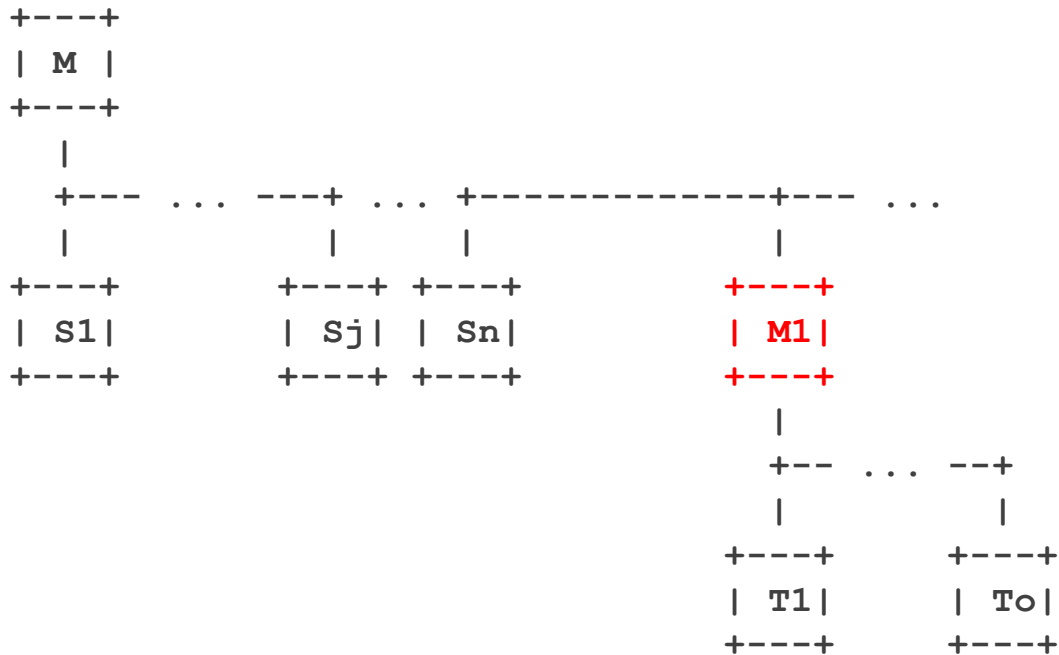 +---+
| M |
+---+
  |
  +--- ... ---+ ... +-------------+--- ...
  |           |     |             |
+----+      +----+ +----+        +----+
| S1|       | Sj| | Sn|          | M1|
+----+      +----+ +----+        +----+
                                  |
                                  +-- ... --+
                                  |         |
                                +----+    +----+
                                | T1|     | To|
                                +----+    +----+